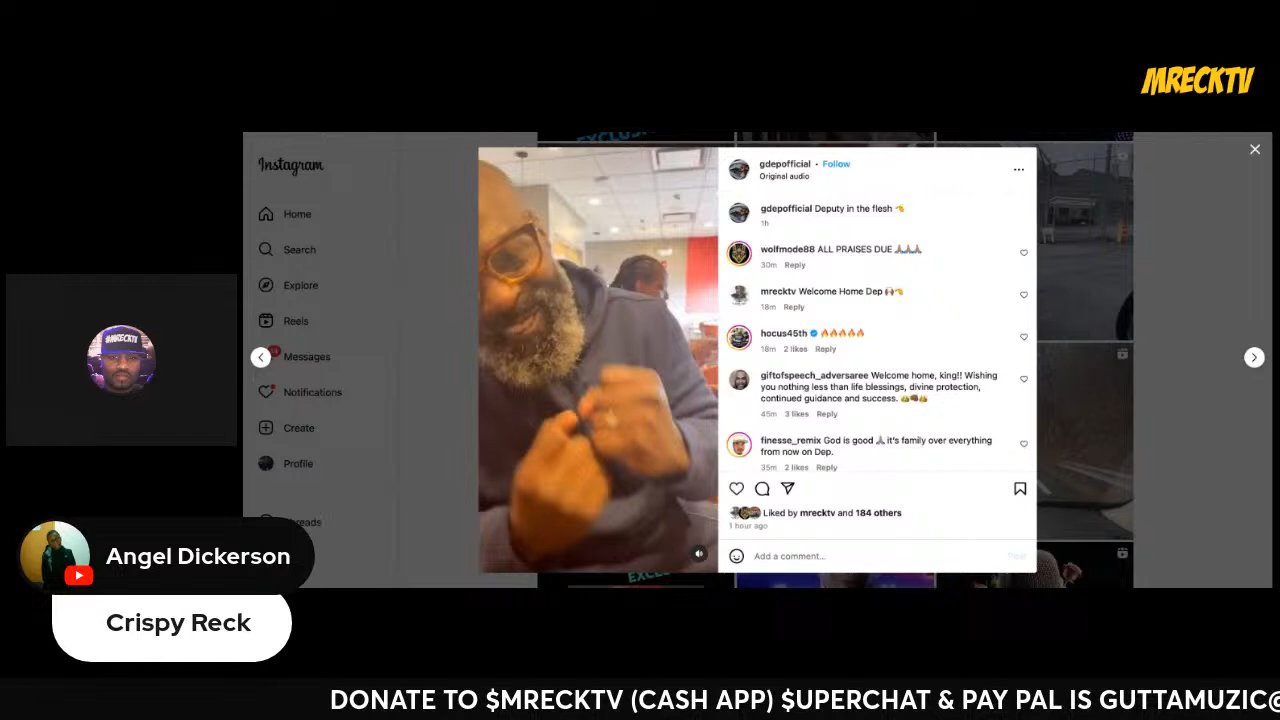 MRECKTV
EXCLUS
Instagram
Home
Search
Explore
Reels
Messages
Notifications
Create
Profile
gdepofficial • Follow
Original audio
gdepofficial Deputy in the flesh 🫡
1h
wolfmode88 ALL PRAISES DUE 🙏🏽🙏🏽🙏🏽
30m Reply
mrecktv Welcome Home Dep 🙌🏽🫡
18m Reply
hocus45th 🔥🔥🔥🔥🔥
18m 2 likes Reply
giftofspeech_adversaree Welcome home, king!! Wishing
you nothing less than life blessings, divine protection,
continued guidance and success.
45m 3 likes Reply
finesse_remix God is good 🙏🏽 it's family over everything
from now on Dep.
35m 2 likes Reply
Liked by mrecktv and 184 others
1 hour ago
Add a comment...
Post
reads
EXCLU
#MRECKTV
Angel Dickerson
Crispy Reck
DONATE TO $MRECKTV (CASH APP) $UPERCHAT & PAY PAL IS GUTTAMUZIC@